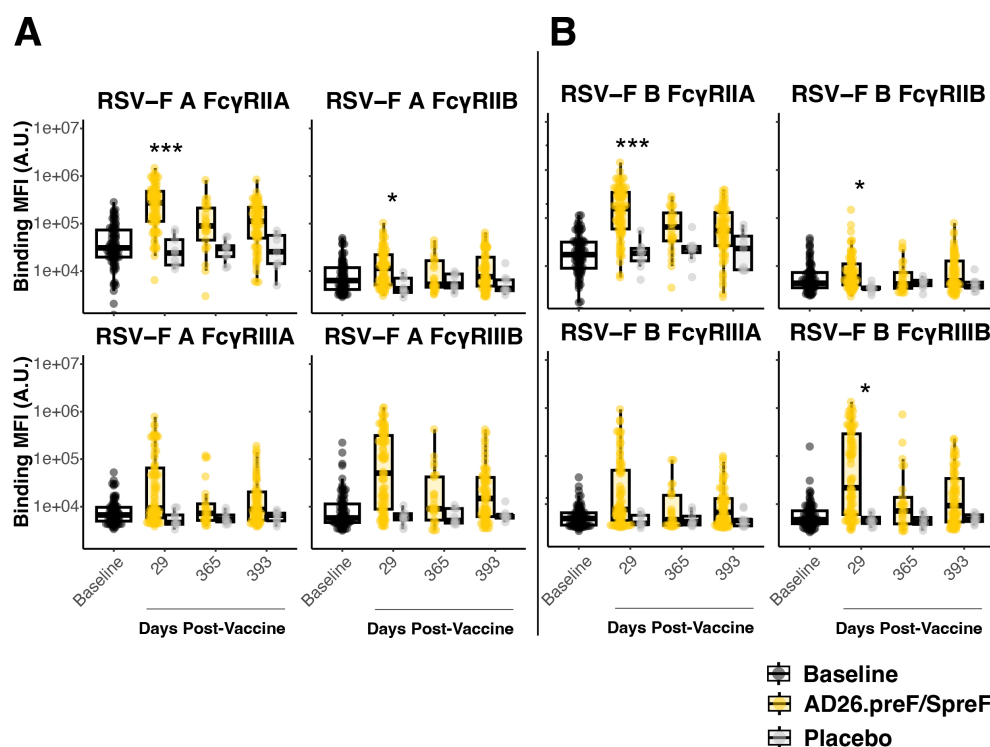 A
B
RSV–F A FcγRIIA
RSV–F A FcγRIIB
RSV–F B FcγRIIA
RSV–F B FcγRIIB
Binding MFI (A.U.)
1e+07
1e+06
1e+05
1e+04
***
*
***
*
RSV–F A FcγRIIIA
RSV–F A FcγRIIIB
RSV–F B FcγRIIIA
RSV–F B FcγRIIIB
Binding MFI (A.U.)
1e+07
1e+06
1e+05
1e+04
*
Baseline 29 365 393
Baseline 29 365 393
Baseline 29 365 393
Baseline 29 365 393
Days Post-Vaccine
Days Post-Vaccine
Days Post-Vaccine
Days Post-Vaccine
Baseline
AD26.preF/SpreF
Placebo